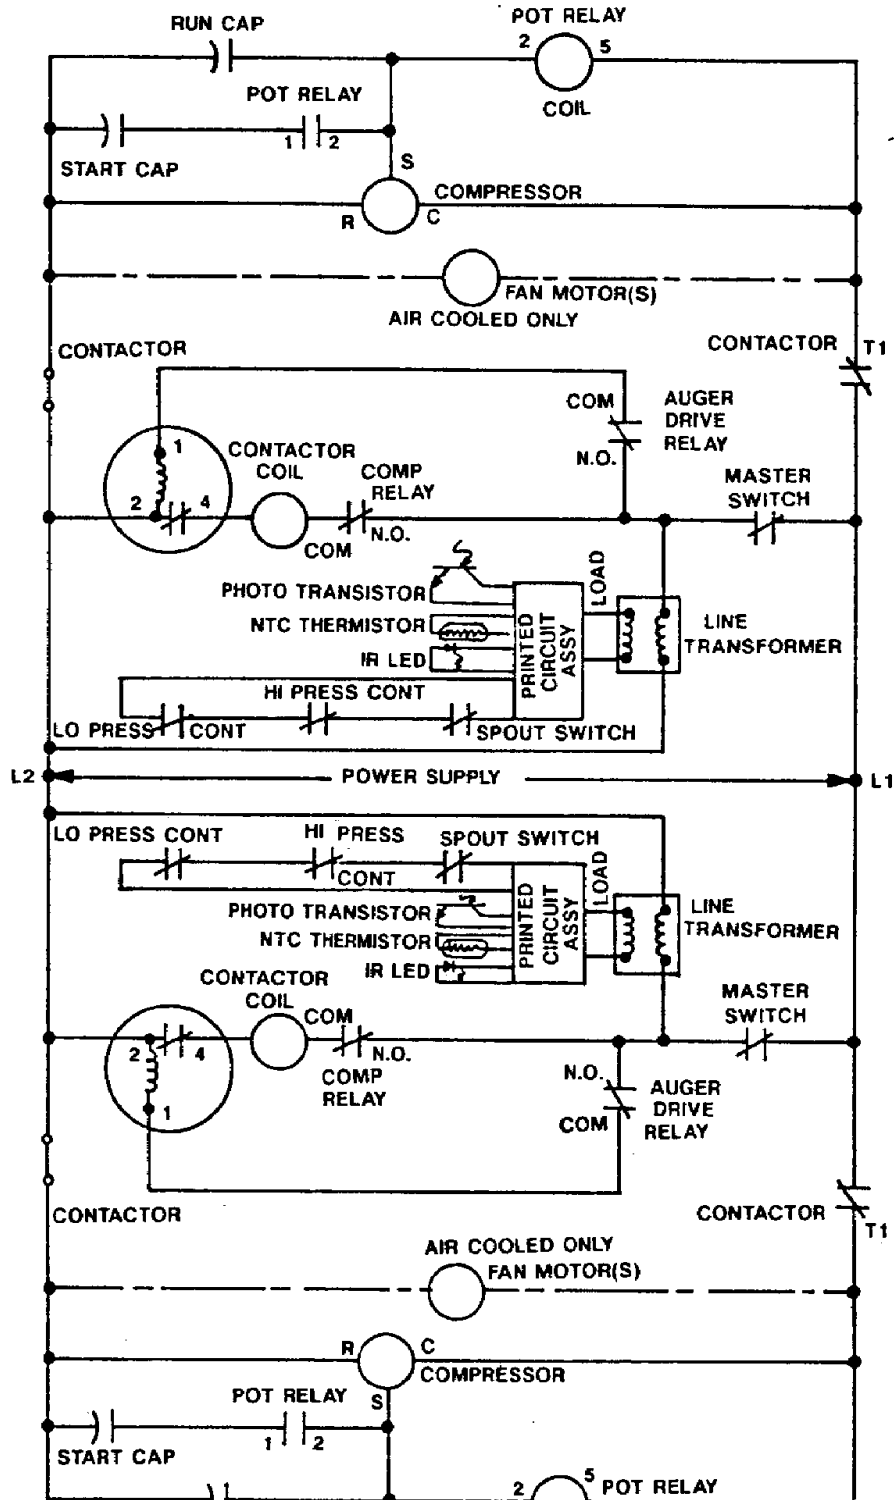 RUN CAP
POT RELAY
2
5
COIL
POT RELAY
1 2
START CAP
S
COMPRESSOR
R
C
FAN MOTOR(S)
AIR COOLED ONLY
CONTACTOR
CONTACTOR
T1
COM
AUGER
DRIVE
RELAY
N.O.
1
CONTACTOR
COIL
COMP
RELAY
MASTER
SWITCH
2
4
COM
N.O.
PHOTO TRANSISTOR
NTC THERMISTOR
IR LED
PRINTED
CIRCUIT
ASSY
LOAD
LINE
TRANSFORMER
HI PRESS CONT
LO PRESS CONT
SPOUT SWITCH
L2
POWER SUPPLY
L1
LO PRESS CONT
HI PRESS
CONT
SPOUT SWITCH
PHOTO TRANSISTOR
NTC THERMISTOR
IR LED
PRINTED
CIRCUIT
ASSY
LOAD
LINE
TRANSFORMER
CONTACTOR
COIL
COM
MASTER
SWITCH
2
4
N.O.
COMP
RELAY
1
N.O.
COM
AUGER
DRIVE
RELAY
CONTACTOR
CONTACTOR
T1
AIR COOLED ONLY
FAN MOTOR(S)
R
C
COMPRESSOR
S
POT RELAY
1 2
START CAP
2
5
POT RELAY